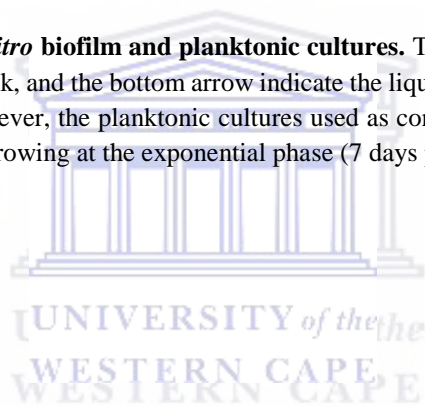 itro biofilm and planktonic cultures. T
k, and the bottom arrow indicate the liqu
ever, the planktonic cultures used as con
rowing at the exponential phase (7 days p
UNIVERSITY of the
WESTERN CAPE